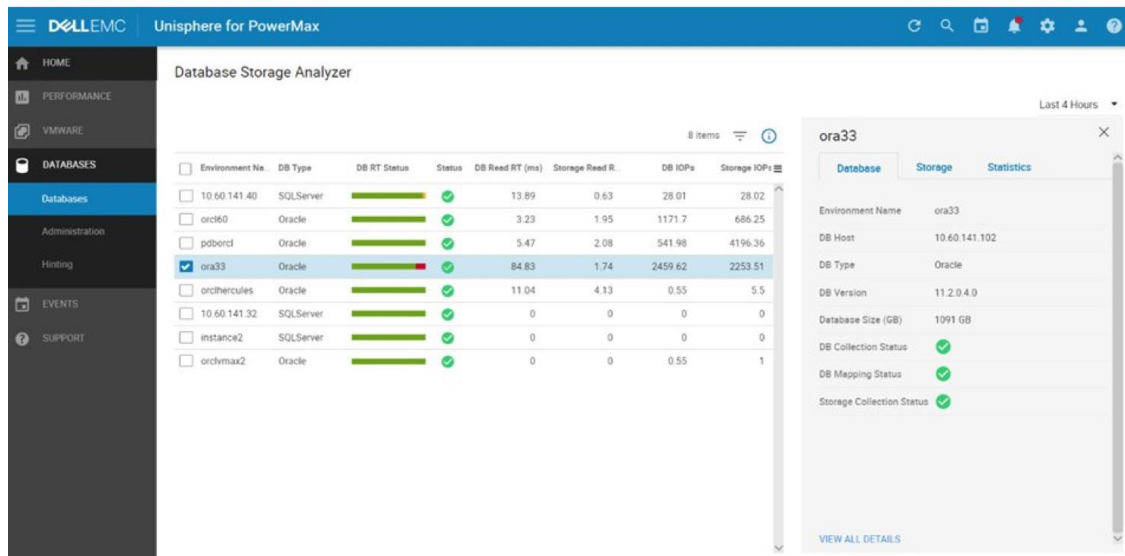 DELLEMC Unisphere for PowerMax
HOME
PERFORMANCE
VMWARE
DATABASES
Databases
Administration
Hinting
EVENTS
SUPPORT
Database Storage Analyzer
Last 4 Hours
8 items
Environment Na... DB Type DB RT Status Status DB Read RT (ms) Storage Read R... DB IOPs Storage IOPs
10.60.141.40 SQLServer 13.89 0.63 28.01 28.02
orcl60 Oracle 3.23 1.95 1171.7 686.25
pdborcl Oracle 5.47 2.08 541.98 4196.36
ora33 Oracle 84.83 1.74 2459.62 2253.51
orclhercules Oracle 11.04 4.13 0.55 5.5
10.60.141.32 SQLServer 0 0 0 0
instance2 SQLServer 0 0 0 0
orclvmax2 Oracle 0 0 0.55 1
ora33
Database Storage Statistics
Environment Name ora33
DB Host 10.60.141.102
DB Type Oracle
DB Version 11.2.0.4.0
Database Size (GB) 1091 GB
DB Collection Status
DB Mapping Status
Storage Collection Status
VIEW ALL DETAILS